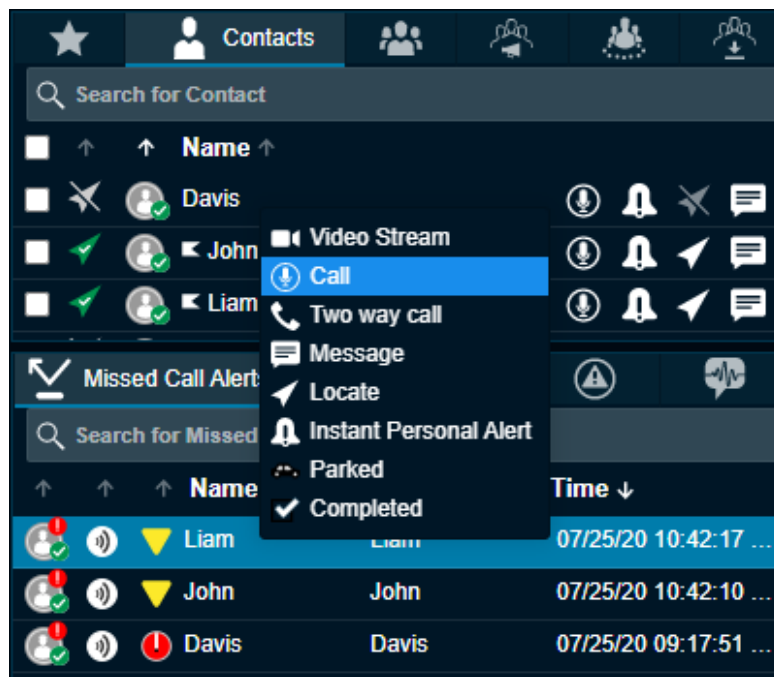 Contacts
Search for Contact
Name
Davis
John
Liam
Video Stream
Call
Two way call
Message
Locate
Instant Personal Alert
Parked
Completed
Missed Call Alert
Search for Missed
Name Time
Liam Liam 07/25/20 10:42:17 ...
John John 07/25/20 10:42:10 ...
Davis Davis 07/25/20 09:17:51 ...